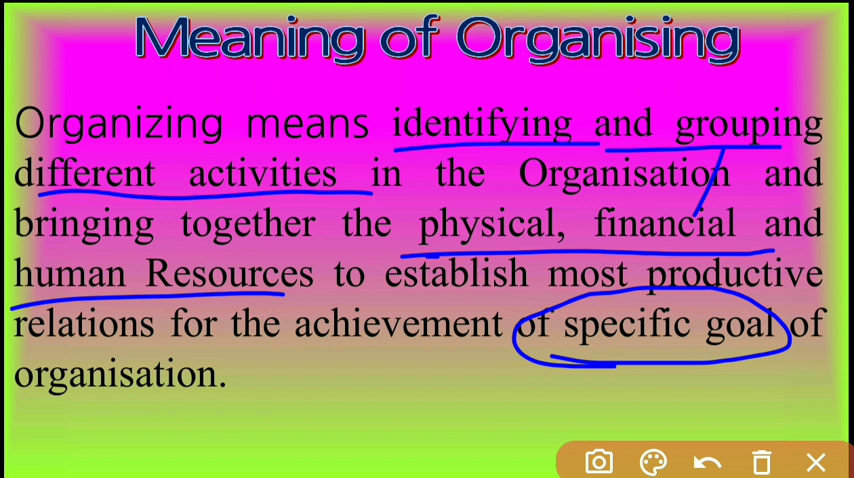 Meaning of Organising
Organizing means identifying and grouping
different activities in the Organisation and
bringing together the physical, financial and
human Resources to establish most productive
relations for the achievement of specific goal of
organisation.